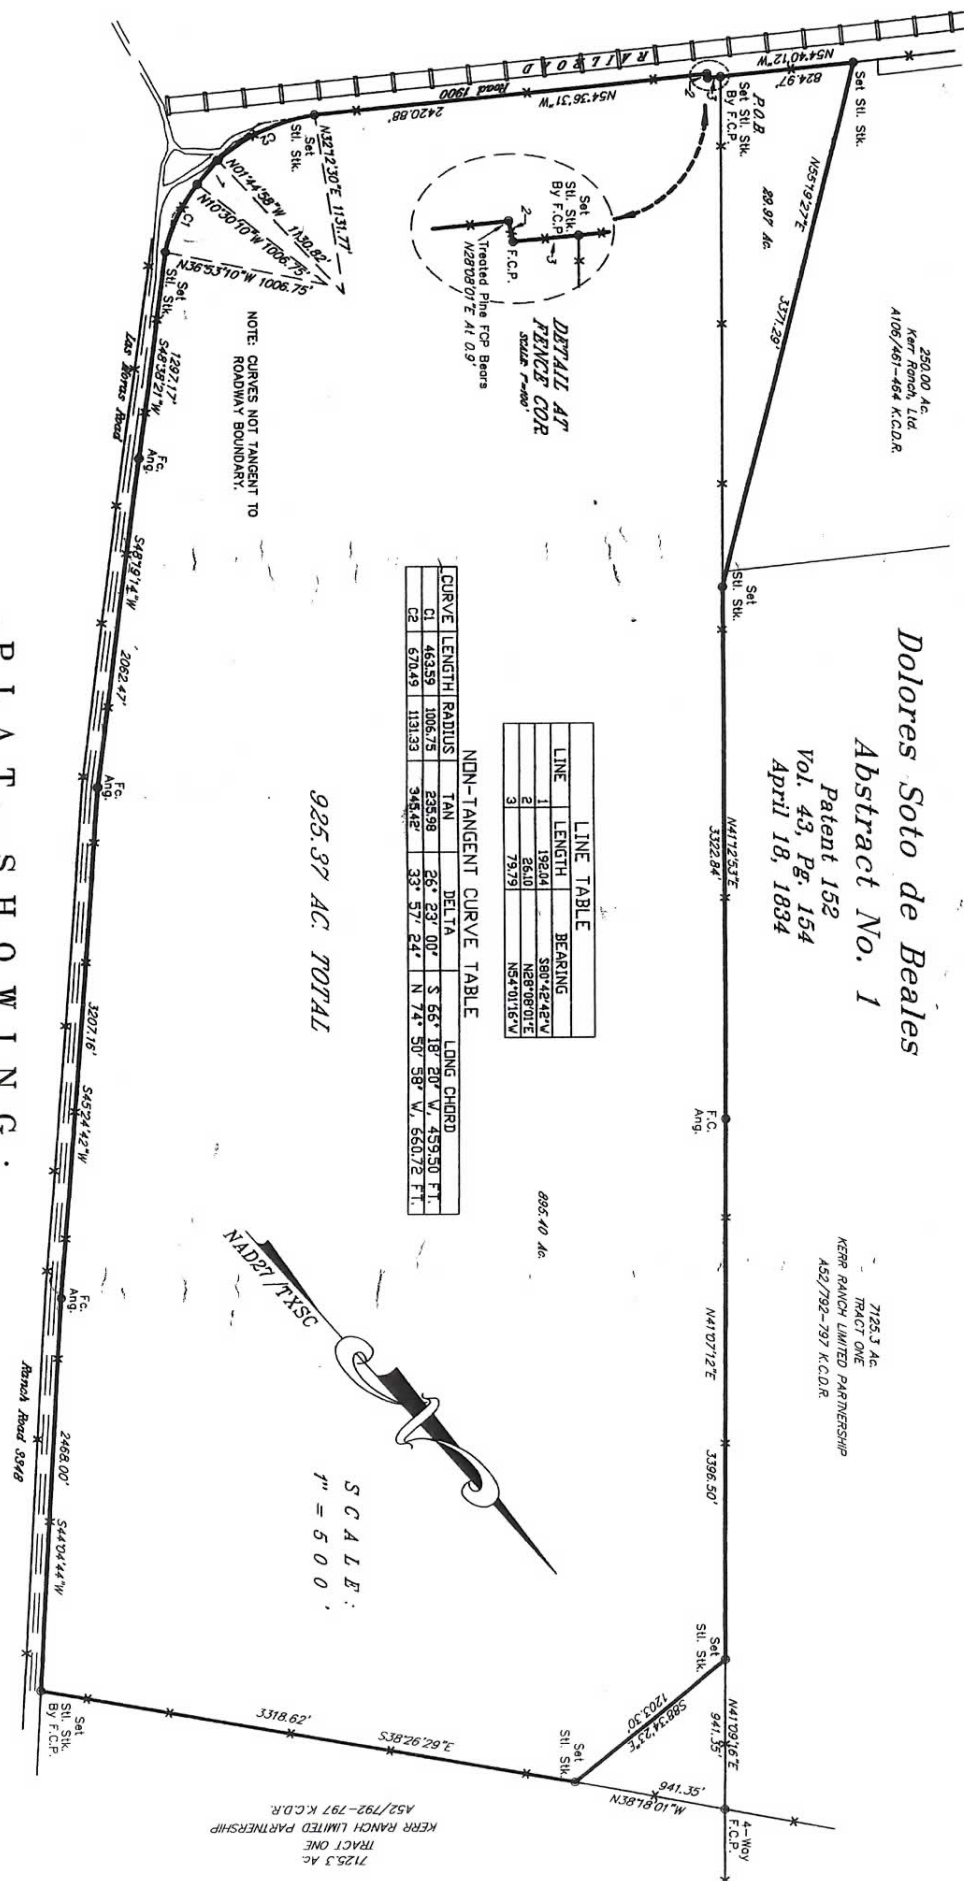 Dolores Soto de Beales
Abstract No. 1
Patent 152
Vol. 43, Pg. 154
April 18, 1834
250.00 Ac.
Kerr Ranch, Ltd.
A106/461-464 K.C.D.R.
7125.3 Ac.
TRACT ONE
KERR RANCH LIMITED PARTNERSHIP
A52/792-797 K.C.D.R.
Set Stl. Stk.
N54°40'12"W
824.97'
N55°19'27"E
3371.29'
29.97 Ac.
P.O.B.
Set Stl. Stk.
By F.C.P.
3
2
RAILROAD
Road 1900
N54°36'31"W
2420.88'
Set
Stl. Stk.
N32°12'30"E 1131.77'
N01°44'58"W 1130.82'
N10°30'10"W 1006.75'
N36°53'10"W 1006.75'
C2
C1
Set
Stl. Stk.
Set
Stl. Stk.
By F.C.P.
2
F.C.P.
3
Treated Pine FCP Bears
N28°08'01"E At 0.9'
DETAIL AT
FENCE COR
SCALE 1"=100'
NOTE: CURVES NOT TANGENT TO
ROADWAY BOUNDARY.
Set
Stl. Stk.
N41°12'53"E
3322.84'
F.C.
Ang.
N41°07'12"E
3396.50'
Set
Stl. Stk.
N41°09'16"E
941.35'
4-Way
F.C.P.
S88°34'23"E
1203.30'
941.35'
N38°18'01"W
Set
Stl. Stk.
S38°26'29"E
3318.62'
7125.3 Ac
TRACT ONE
KERR RANCH LIMITED PARTNERSHIP
A52/792-797 K.C.D.R.
LINE TABLE
LINE LENGTH BEARING
1 192.04 S80°42'42"W
2 26.10 N28°08'01"E
3 79.79 N54°01'16"W
NON-TANGENT CURVE TABLE
CURVE LENGTH RADIUS TAN DELTA LONG CHORD
C1 463.59 1006.75 235.98 26° 23' 00" S 66° 18' 20" W, 459.50 FT.
C2 670.49 1131.33 345.42' 33° 57' 24" N 74° 50' 58" W, 660.72 FT.
895.40 Ac.
925.37 AC. TOTAL
NAD27/TXSC
SCALE:
1" = 500'
1297.17'
S48°38'21"W
Las Moras Road
Fc.
Ang.
S48°19'14"W
2062.47'
Fc.
Ang.
3207.16'
S45°24'42"W
Fc.
Ang.
2468.00'
S44°04'44"W
Ranch Road 3348
Set
Stl. Stk.
By F.C.P.
PLAT SHOWING: